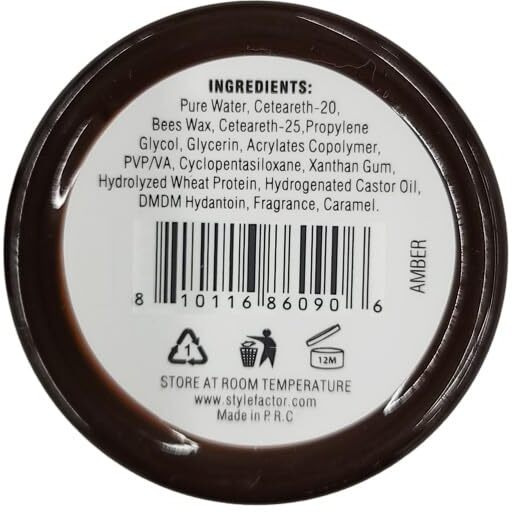 INGREDIENTS:
Pure Water, Ceteareth-20,
Bees Wax, Ceteareth-25,Propylene
Glycol, Glycerin, Acrylates Copolymer,
PVP/VA, Cyclopentasiloxane, Xanthan Gum,
Hydrolyzed Wheat Protein, Hydrogenated Castor Oil,
DMDM Hydantoin, Fragrance, Caramel.
8 10116 86090 6
AMBER
1
12M
STORE AT ROOM TEMPERATURE
www.stylefactor.com
Made in P.R.C